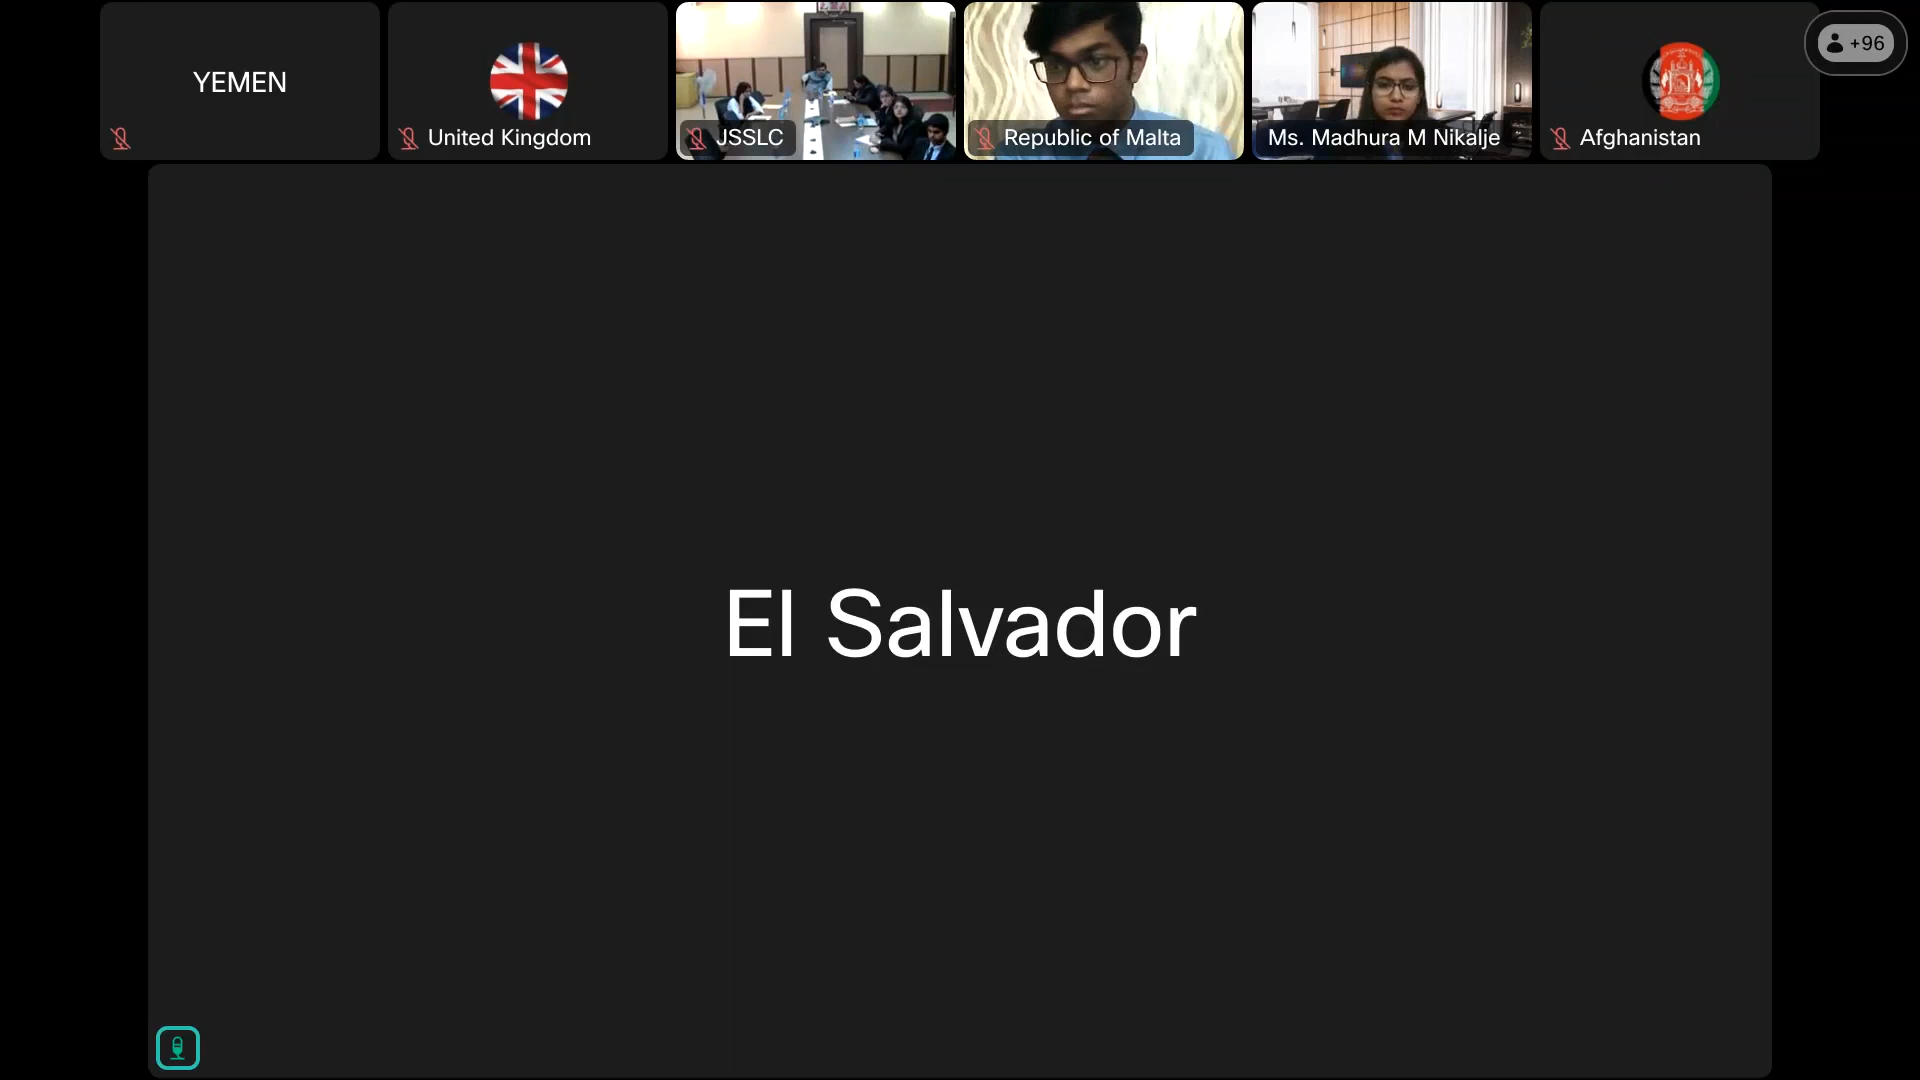 YEMEN
United Kingdom
JSSLC
Republic of Malta
Ms. Madhura M Nikalje
Afghanistan
+96
El Salvador